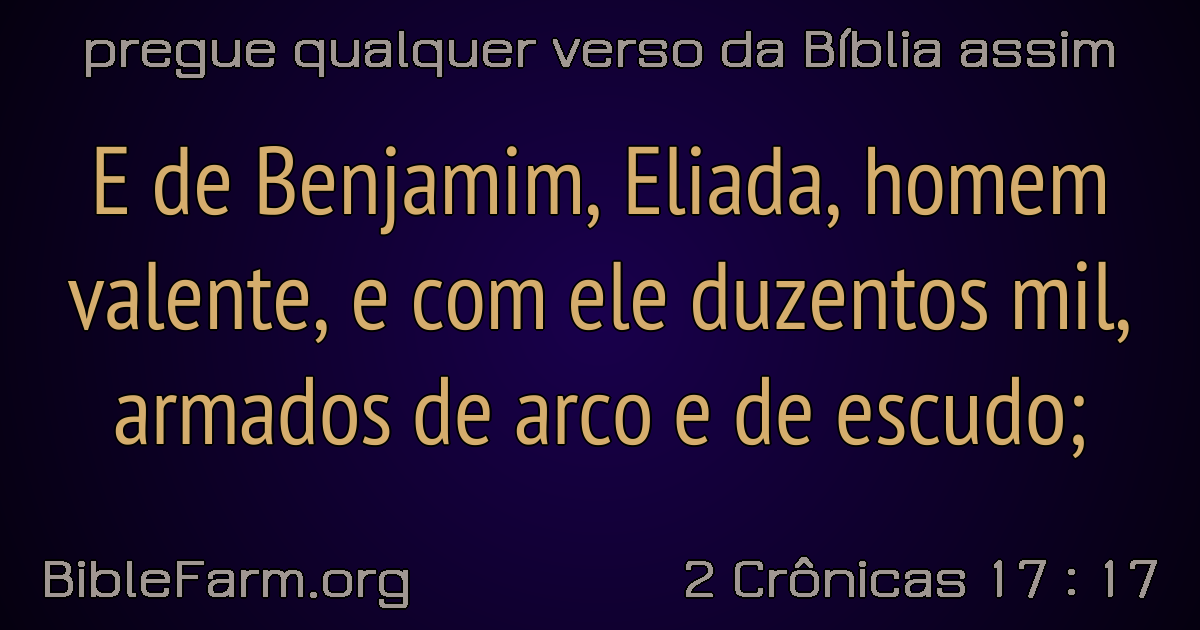 pregue qualquer verso da Bíblia assim
E de Benjamim, Eliada, homem
valente, e com ele duzentos mil,
armados de arco e de escudo;
BibleFarm.org
2 Crônicas 17 : 17